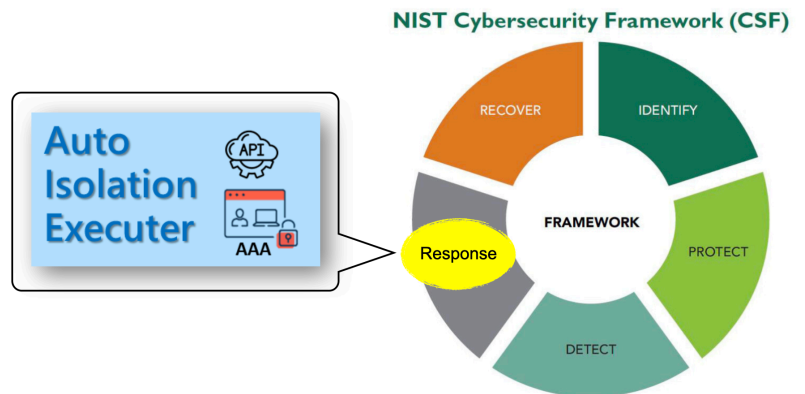 NIST Cybersecurity Framework (CSF)
Auto
Isolation
Executer
API
AAA
RECOVER
IDENTIFY
FRAMEWORK
Response
PROTECT
DETECT